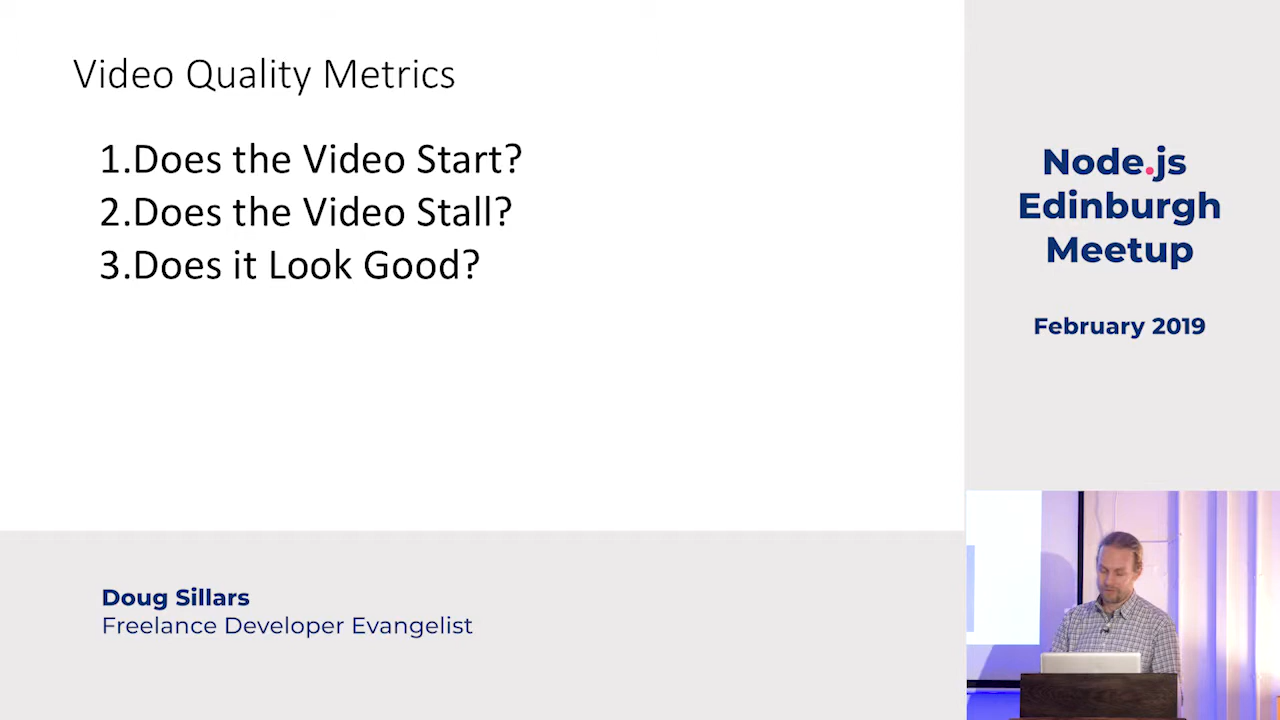 Video Quality Metrics
1.Does the Video Start?
2.Does the Video Stall?
3.Does it Look Good?
Node.js
Edinburgh
Meetup
February 2019
Doug Sillars
Freelance Developer Evangelist